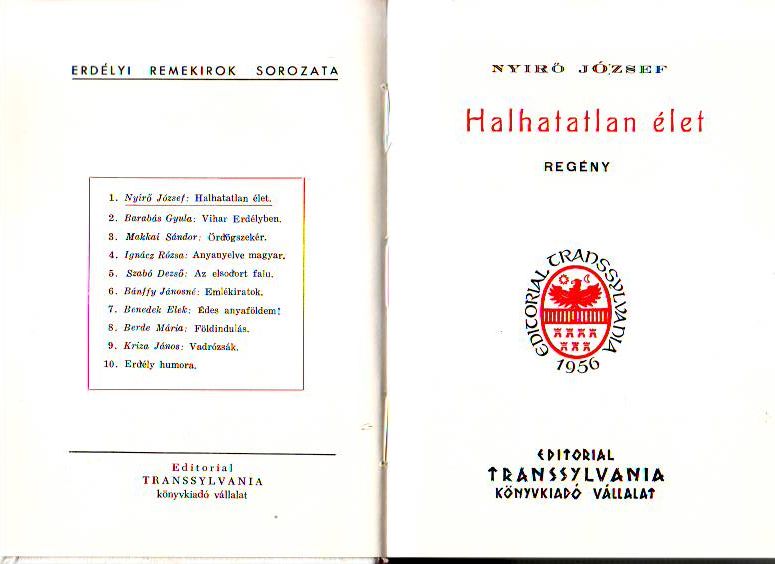 ERDÉLYI REMEKIROK SOROZATA
1. Nyirő József: Halhatatlan élet.
2. Barabás Gyula: Vihar Erdélyben.
3. Makkai Sándor: Ördögszekér.
4. Ignácz Rózsa: Anyanyelve magyar.
5. Szabó Dezső: Az elsodort falu.
6. Bánffy Jánosné: Emlékiratok.
7. Benedek Elek: Édes anyaföldem!
8. Berde Mária: Földindulás.
9. Kriza János: Vadrózsák.
10. Erdély humora.
Editorial
TRANSSYLVANIA
könyvkiadó vállalat
NYIRŐ JÓZSEF
Halhatatlan élet
REGÉNY
EDITORIAL TRANSSYLVANIA
1956
EDITORIAL
TRANSSYLVANIA
KÖNYVKIADÓ VÁLLALAT